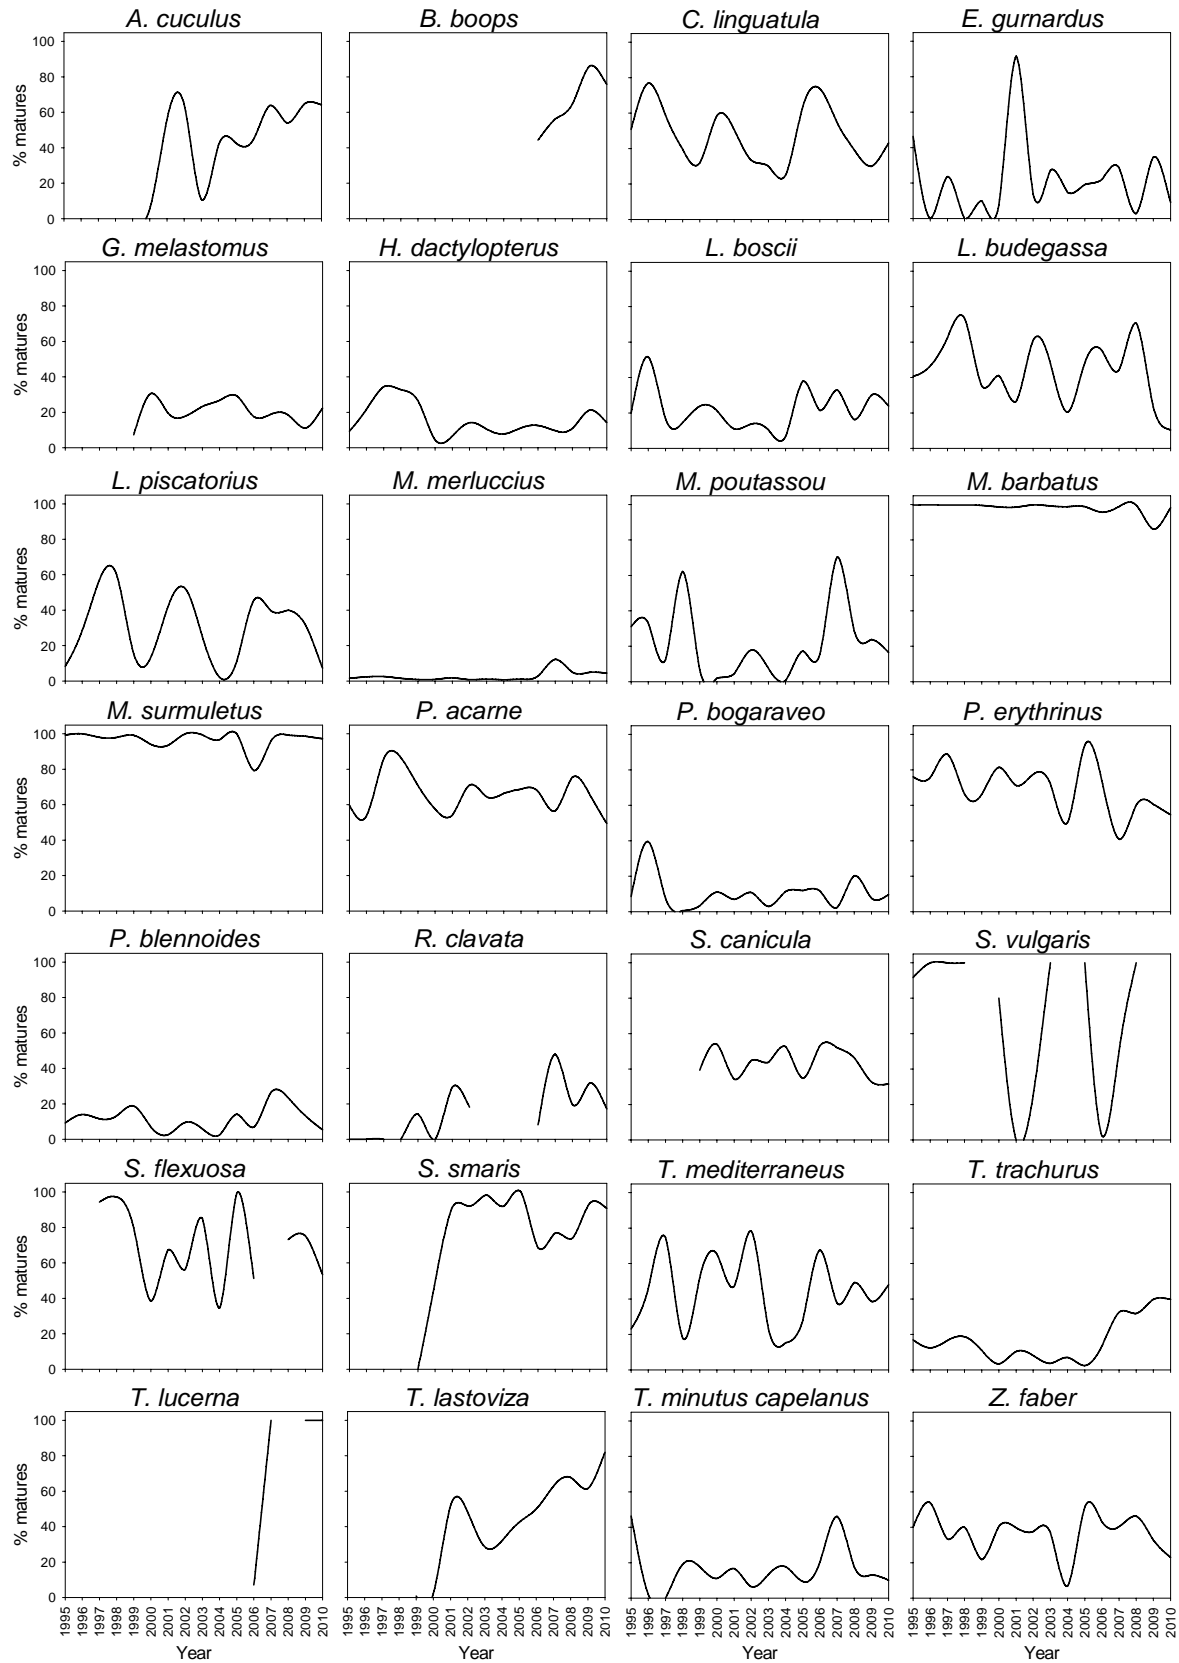 A. cuculus B. boops C. linguatula E. gurnardus
100
80
60
40
20
0
% matures
G. melastomus H. dactylopterus L. boscii L. budegassa
100
80
60
40
20
0
% matures
L. piscatorius M. merluccius M. poutassou M. barbatus
100
80
60
40
20
0
% matures
M. surmuletus P. acarne P. bogaraveo P. erythrinus
100
80
60
40
20
0
% matures
P. blennoides R. clavata S. canicula S. vulgaris
100
80
60
40
20
0
% matures
S. flexuosa S. smaris T. mediterraneus T. trachurus
100
80
60
40
20
0
% matures
T. lucerna T. lastoviza T. minutus capelanus Z. faber
100
80
60
40
20
0
% matures
1995 1996 1997 1998 1999 2000 2001 2002 2003 2004 2005 2006 2007 2008 2009 2010
1995 1996 1997 1998 1999 2000 2001 2002 2003 2004 2005 2006 2007 2008 2009 2010
1995 1996 1997 1998 1999 2000 2001 2002 2003 2004 2005 2006 2007 2008 2009 2010
1995 1996 1997 1998 1999 2000 2001 2002 2003 2004 2005 2006 2007 2008 2009 2010
Year Year Year Year